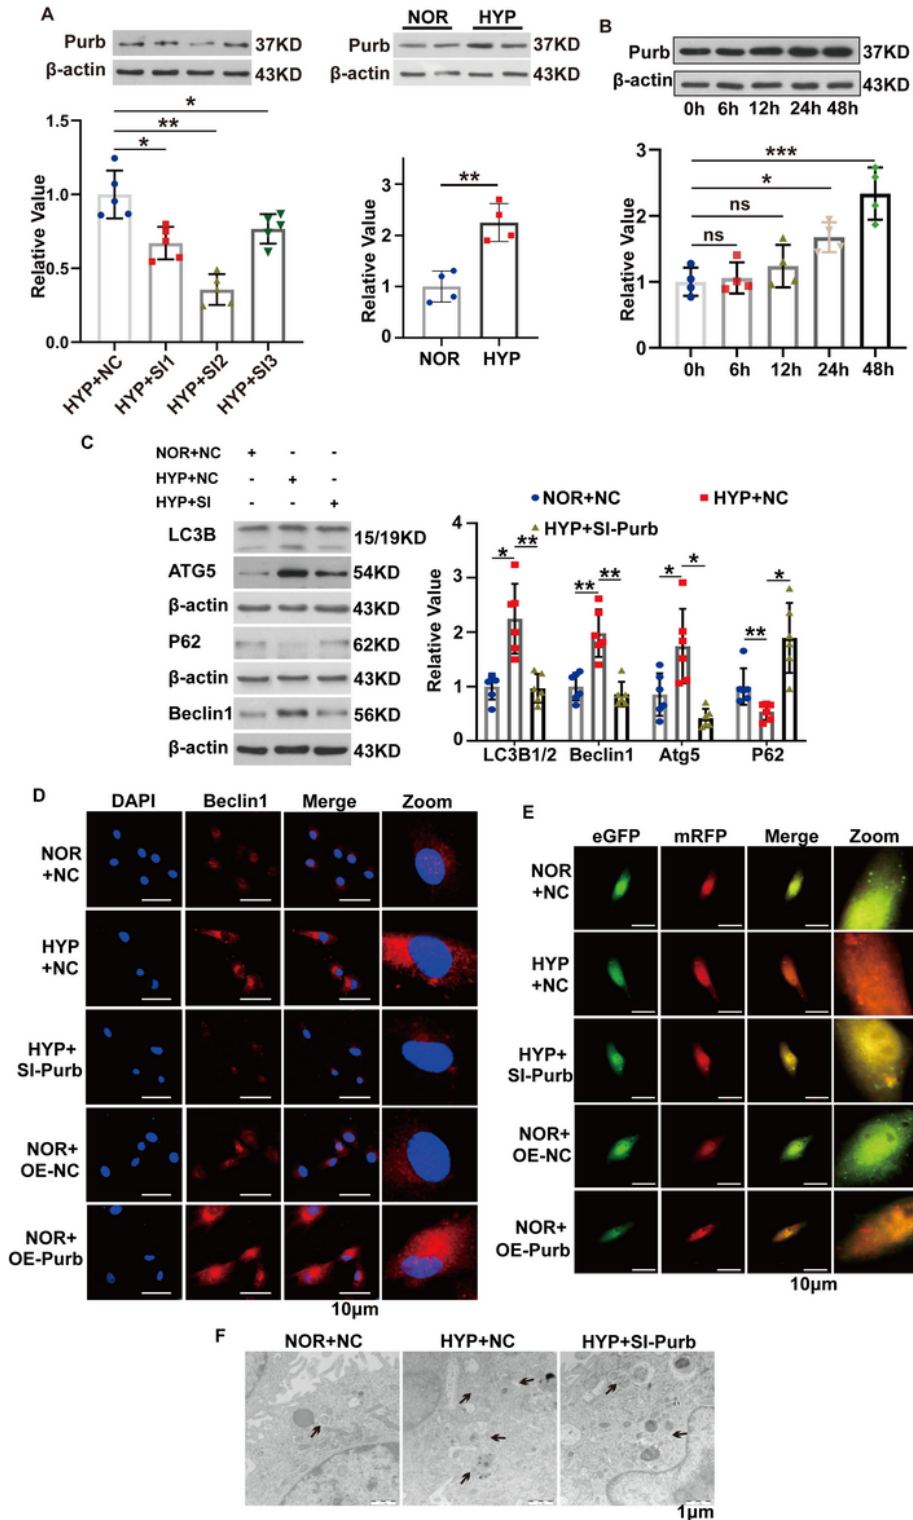 A
Purb
37KD
β-actin
43KD
*
**
*
Relative Value
1.0
0.5
0.0
HYP+NC
HYP+SI1
HYP+SI2
HYP+SI3
NOR HYP
Purb
37KD
β-actin
43KD
**
Relative Value
3
2
1
0
NOR HYP
B
Purb
37KD
β-actin
43KD
0h 6h 12h 24h 48h
***
*
ns
ns
Relative Value
3
2
1
0
0h 6h 12h 24h 48h
C
NOR+NC + - -
HYP+NC - + -
HYP+SI - - +
LC3B 15/19KD
ATG5 54KD
β-actin 43KD
P62 62KD
β-actin 43KD
Beclin1 56KD
β-actin 43KD
NOR+NC HYP+NC
HYP+SI-Purb
* ** ** ** * * ** *
Relative Value
4
3
2
1
0
LC3B1/2 Beclin1 Atg5 P62
D
DAPI Beclin1 Merge Zoom
NOR
+NC
HYP
+NC
HYP+
SI-Purb
NOR+
OE-NC
NOR+
OE-Purb
10μm
E
eGFP mRFP Merge Zoom
NOR
+NC
HYP
+NC
HYP+
SI-Purb
NOR+
OE-NC
NOR+
OE-Purb
10μm
F
NOR+NC HYP+NC HYP+SI-Purb
1μm